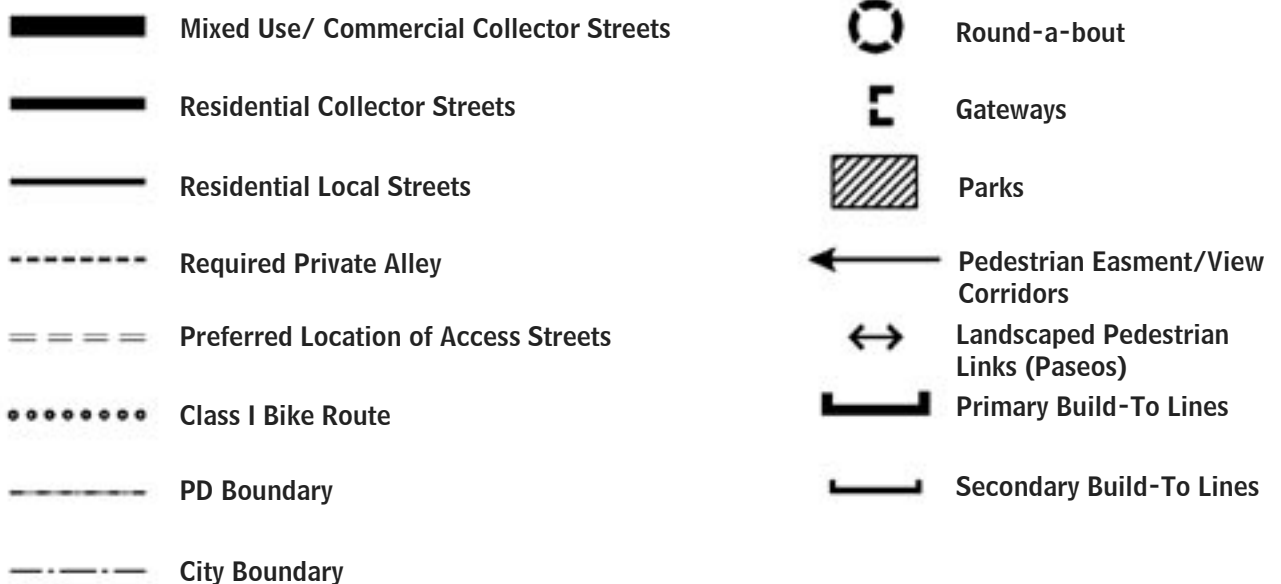 Mixed Use/ Commercial Collector Streets
Residential Collector Streets
Residential Local Streets
Required Private Alley
Preferred Location of Access Streets
Class I Bike Route
PD Boundary
City Boundary
Round-a-bout
Gateways
Parks
Pedestrian Easment/View
Corridors
Landscaped Pedestrian
Links (Paseos)
Primary Build-To Lines
Secondary Build-To Lines